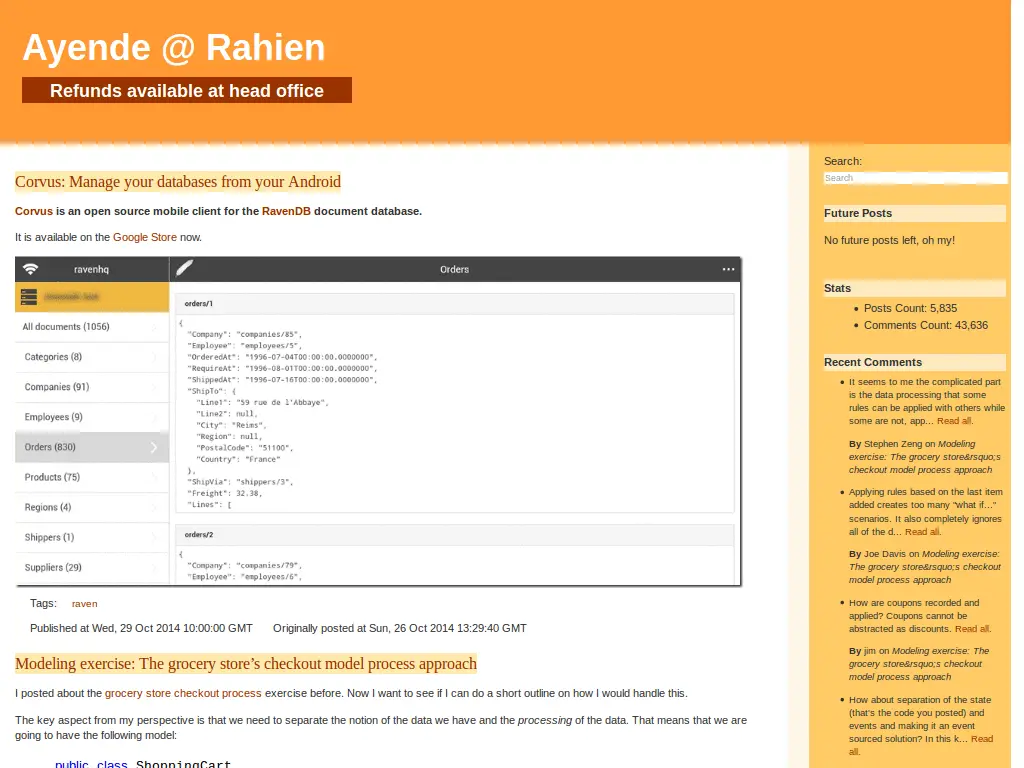 Ayende @ Rahien
Refunds available at head office
Corvus: Manage your databases from your Android
Corvus is an open source mobile client for the RavenDB document database.
It is available on the Google Store now.
ravenhq
Orders
All documents (1056)
Categories (8)
Companies (91)
Employees (9)
Orders (830)
Products (75)
Regions (4)
Shippers (1)
Suppliers (29)
orders/1
{
"Company": "companies/85",
"Employee": "employees/5",
"OrderedAt": "1996-07-04T00:00:00.0000000",
"RequireAt": "1996-08-01T00:00:00.0000000",
"ShippedAt": "1996-07-16T00:00:00.0000000",
"ShipTo": {
"Line1": "59 rue de l'Abbaye",
"Line2": null,
"City": "Reims",
"Region": null,
"PostalCode": "51100",
"Country": "France"
},
"ShipVia": "shippers/3",
"Freight": 32.38,
"Lines": [
orders/2
{
"Company": "companies/79",
"Employee": "employees/6",
Tags: raven
Published at Wed, 29 Oct 2014 10:00:00 GMT Originally posted at Sun, 26 Oct 2014 13:29:40 GMT
Modeling exercise: The grocery store’s checkout model process approach
I posted about the grocery store checkout process exercise before. Now I want to see if I can do a short outline on how I would handle this.
The key aspect from my perspective is that we need to separate the notion of the data we have and the processing of the data. That means that we are
going to have the following model:
public class ShoppingCart
Search:
Search
Future Posts
No future posts left, oh my!
Stats
• Posts Count: 5,835
• Comments Count: 43,636
Recent Comments
• It seems to me the complicated part
is the data processing that some
rules can be applied with others while
some are not, app... Read all.
By Stephen Zeng on Modeling
exercise: The grocery store&rsquo;s
checkout model process approach
• Applying rules based on the last item
added creates too many "what if..."
scenarios. It also completely ignores
all of the d... Read all.
By Joe Davis on Modeling exercise:
The grocery store&rsquo;s checkout
model process approach
• How are coupons recorded and
applied? Coupons cannot be
abstracted as discounts. Read all.
By jim on Modeling exercise: The
grocery store&rsquo;s checkout
model process approach
• How about separation of the state
(that's the code you posted) and
events and making it an event
sourced solution? In this k... Read
all.